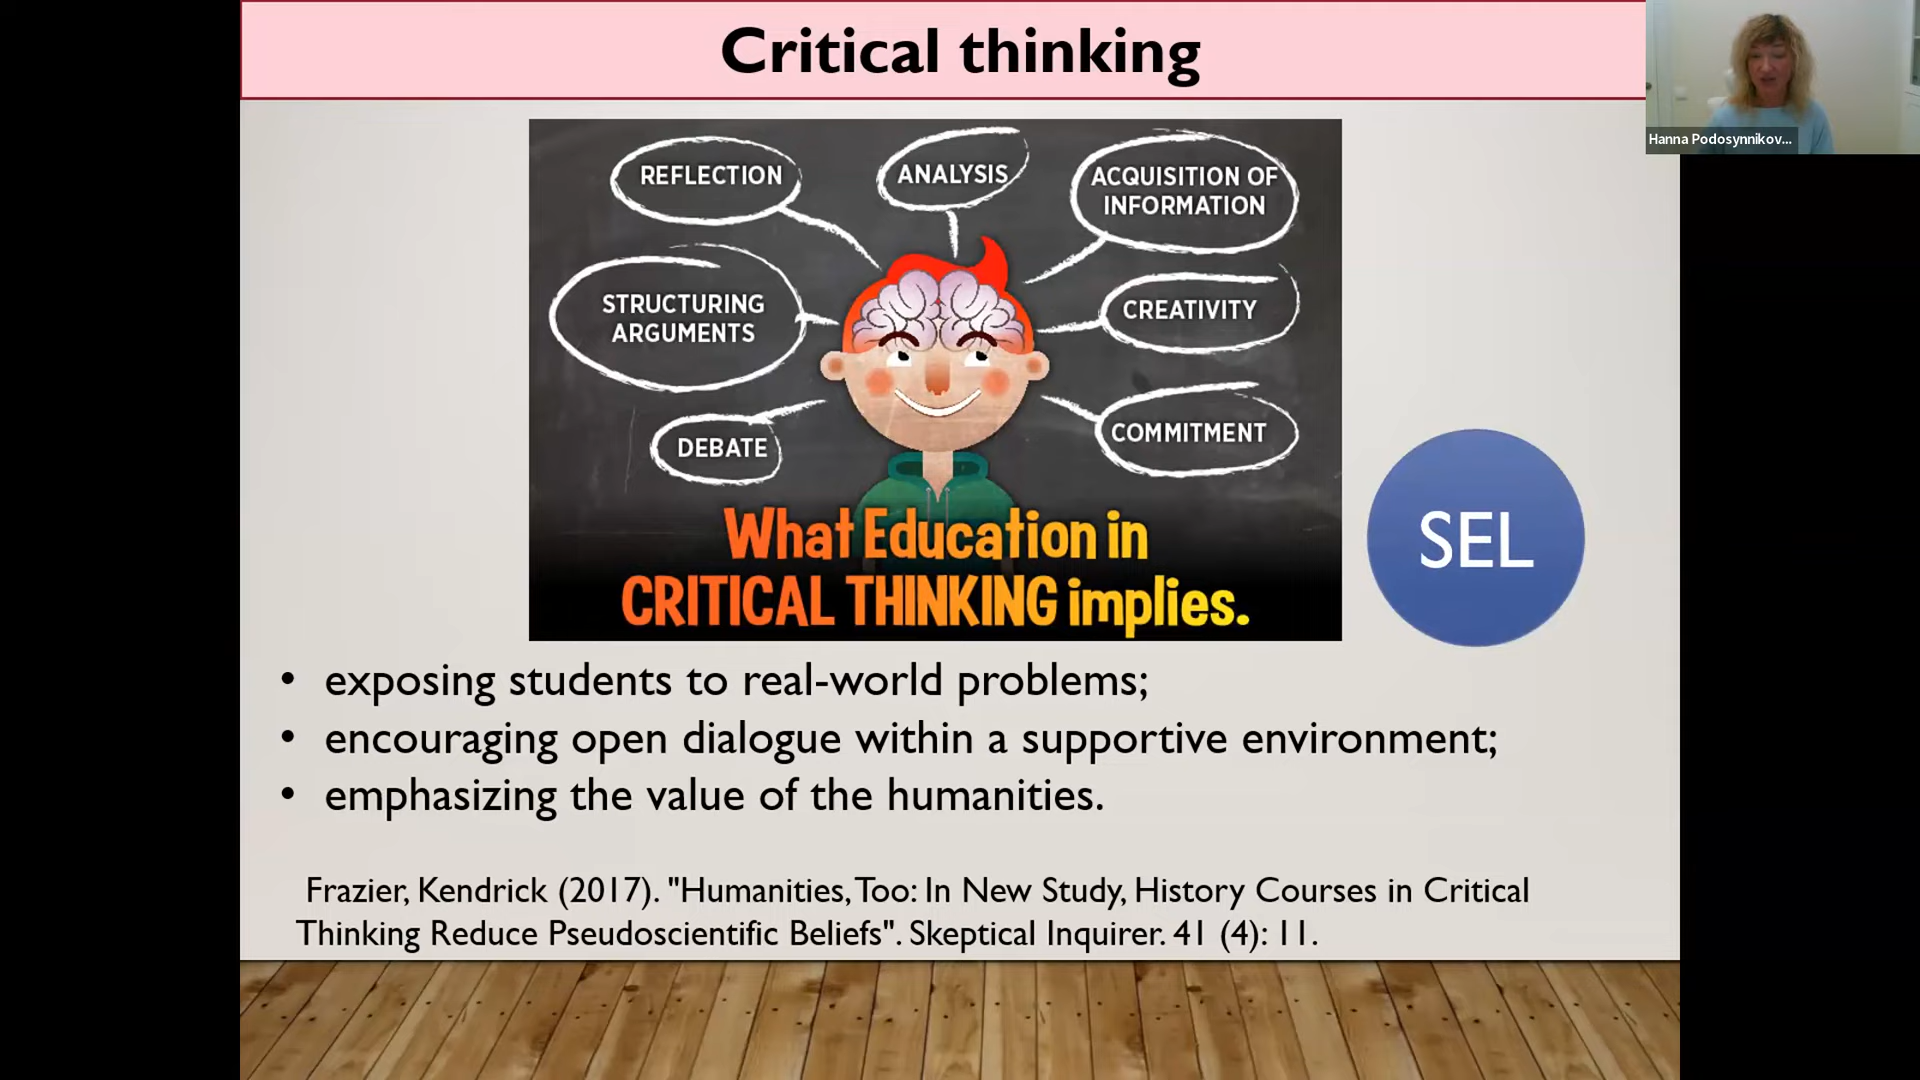 Critical thinking
Hanna Podosynnikov...
REFLECTION
ANALYSIS
ACQUISITION OF
INFORMATION
STRUCTURING
ARGUMENTS
CREATIVITY
DEBATE
COMMITMENT
What Education in
CRITICAL THINKING implies.
SEL
• exposing students to real-world problems;
• encouraging open dialogue within a supportive environment;
• emphasizing the value of the humanities.
Frazier, Kendrick (2017). "Humanities, Too: In New Study, History Courses in Critical
Thinking Reduce Pseudoscientific Beliefs". Skeptical Inquirer. 41 (4): 11.